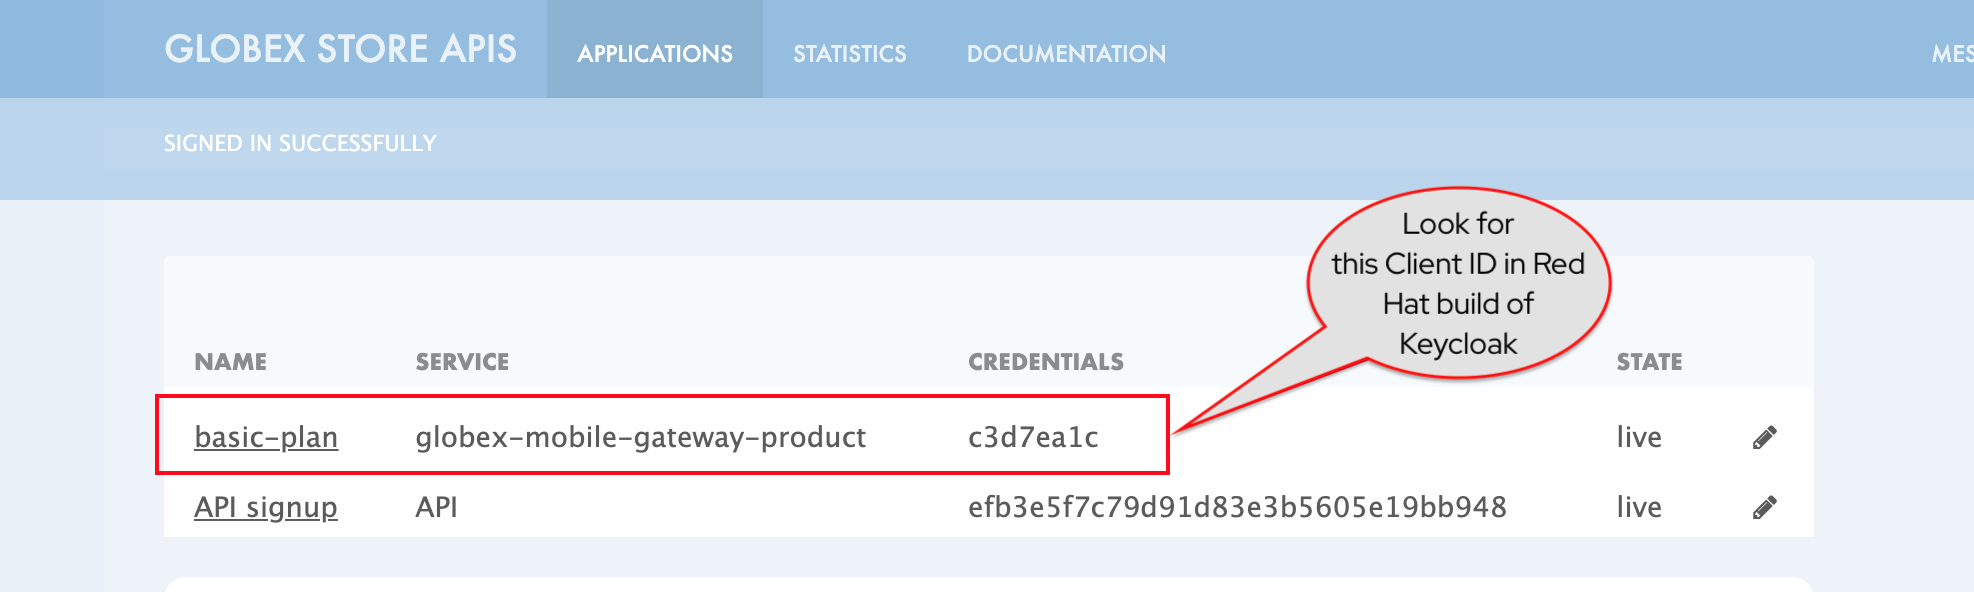 GLOBEX STORE APIS APPLICATIONS STATISTICS DOCUMENTATION
SIGNED IN SUCCESSFULLY
Look for
this Client ID in Red
Hat build of
Keycloak
NAME SERVICE CREDENTIALS STATE
basic-plan globex-mobile-gateway-product c3d7ea1c live
API signup API efb3e5f7c79d91d83e3b5605e19bb948 live